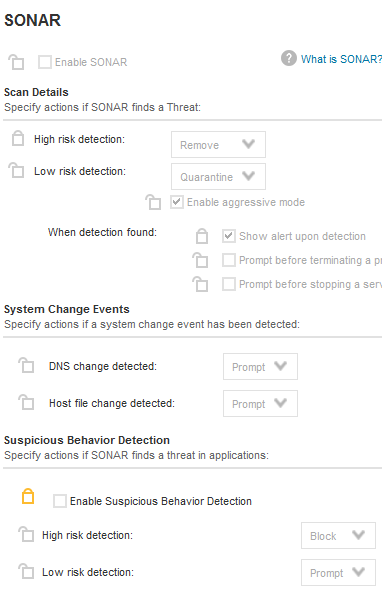 SONAR
Enable SONAR
? What is SONAR?
Scan Details
Specify actions if SONAR finds a Threat:
High risk detection: Remove
Low risk detection: Quarantine
Enable aggressive mode
When detection found: Show alert upon detection
Prompt before terminating a
Prompt before stopping a
System Change Events
Specify actions if a system change event has been detected:
DNS change detected: Prompt
Host file change detected: Prompt
Suspicious Behavior Detection
Specify actions if SONAR finds a threat in applications:
Enable Suspicious Behavior Detection
High risk detection: Block
Low risk detection: Prompt